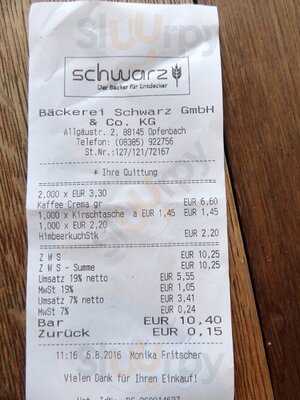 schwarz
Der Bäcker für Entdecker
Bäckerei Schwarz GmbH
& Co. KG
Allgäustr. 2, 88145 Opfenbach
Telefon: (08385) 922756
St.Nr.:127/121/72167
* Ihre Quittung
2,000 x EUR 3,30
Kaffee Crema gr EUR 6,60
1,000 x Kirschtasche a EUR 1,45 EUR 1,45
1,000 x EUR 2,20
HimbeerkuchStk EUR 2,20
Z W S EUR 10,25
Z W S - Summe EUR 10,25
Umsatz 19% netto EUR 5,55
MwSt 19% EUR 1,05
Umsatz 7% netto EUR 3,41
MwSt 7% EUR 0,24
Bar EUR 10,40
Zurück EUR 0,15
11:16 5.8.2016 Monika Fritscher
Vielen Dank für Ihren Einkauf!